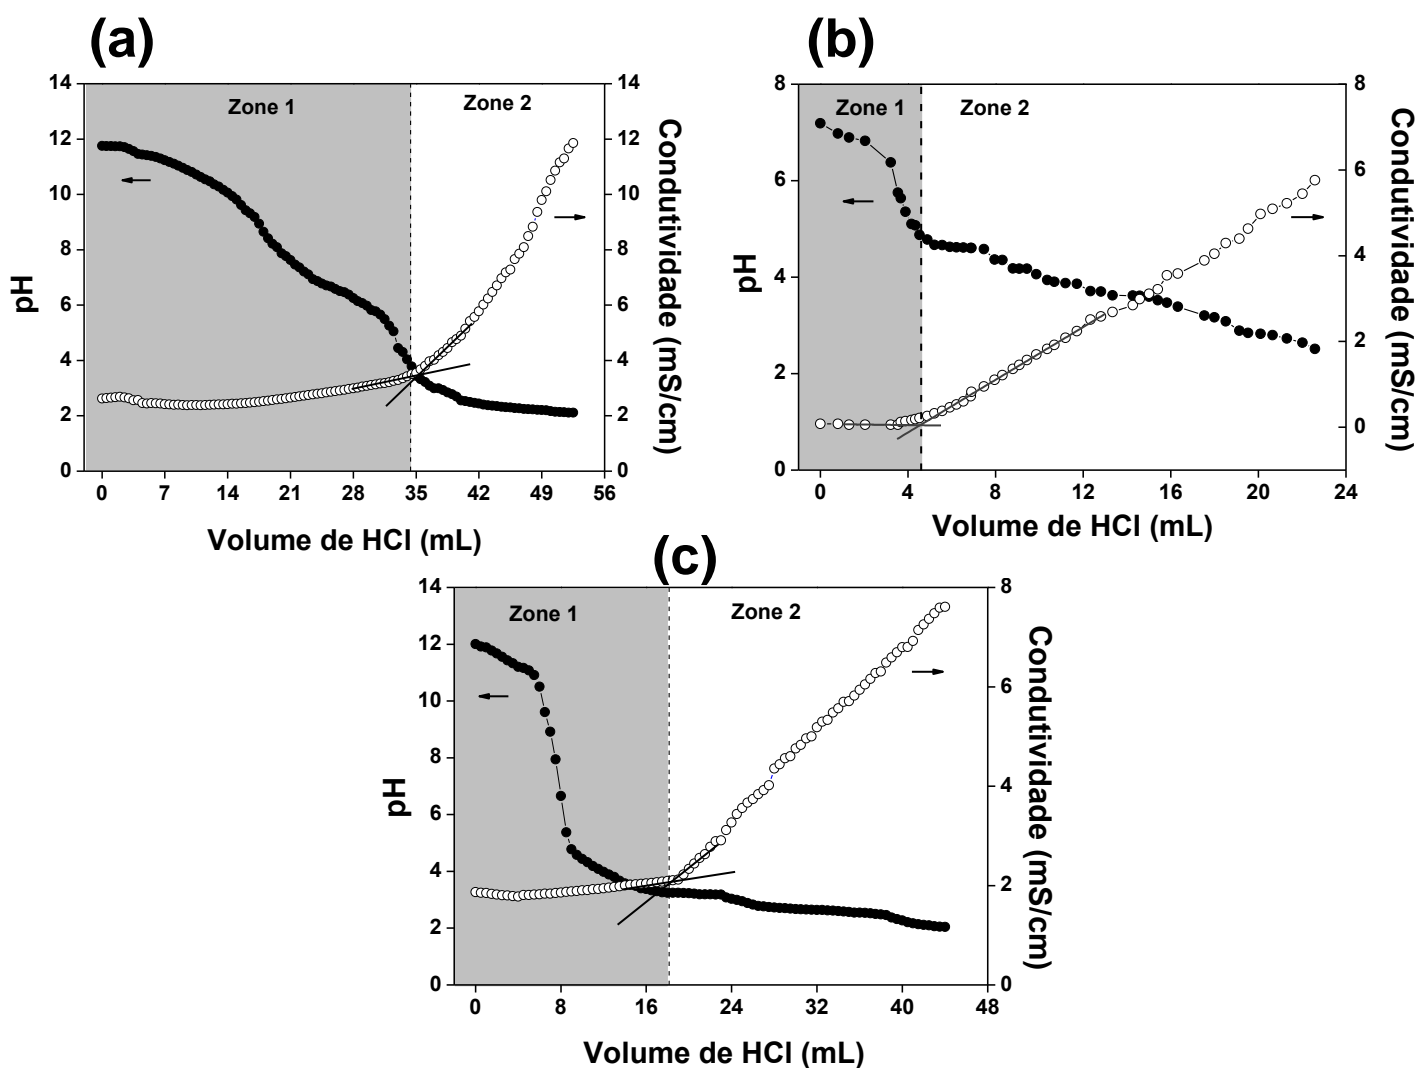 (a)
(b)
14 14
12 12
10 10
8 8
6 6
4 4
2 2
0 0
Zone 1
Zone 2
pH
Condutividade (mS/cm)
0 7 14 21 28 35 42 49 56
Volume de HCl (mL)
8 8
6 6
4 4
2 2
0 0
Zone 1
Zone 2
pH
Condutividade (mS/cm)
0 4 8 12 16 20 24
Volume de HCl (mL)
(c)
14 8
12
10 6
8
6 4
4
2 2
0 0
Zone 1
Zone 2
pH
Condutividade (mS/cm)
0 8 16 24 32 40 48
Volume de HCl (mL)